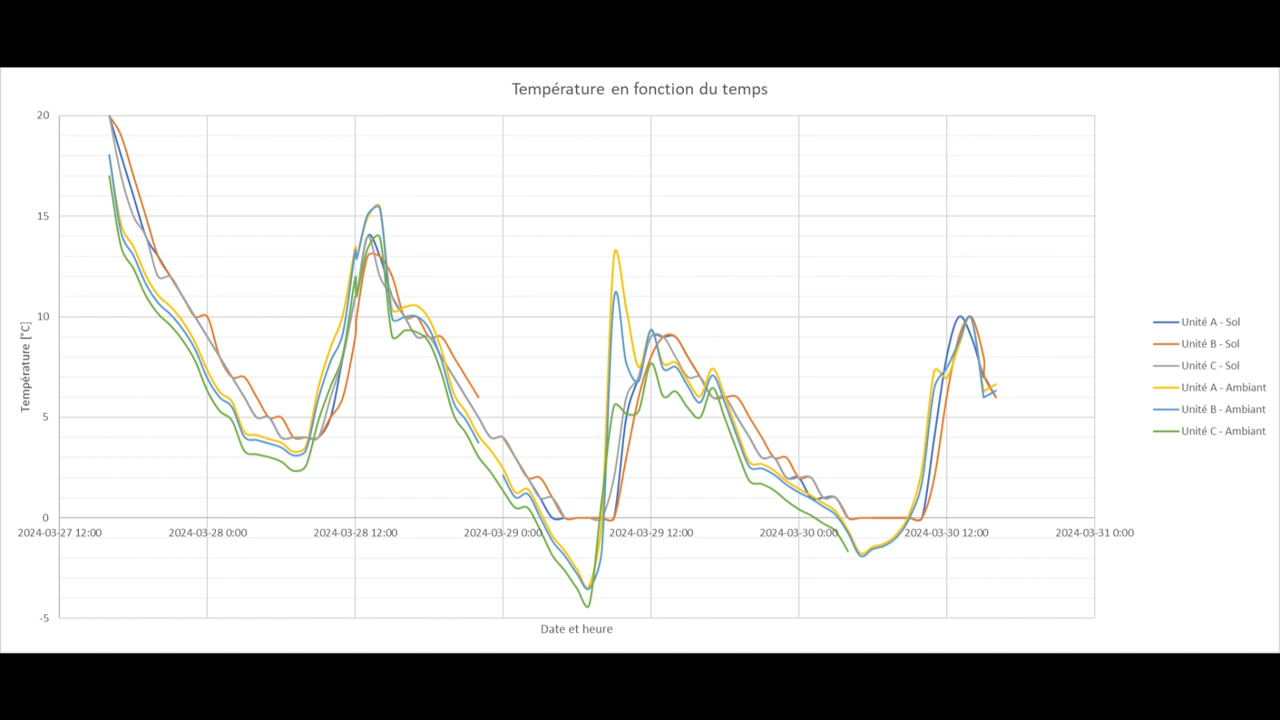 Température en fonction du temps
20
15
10
5
0
-5
Température [°C]
2024-03-27 12:00
2024-03-28 0:00
2024-03-28 12:00
2024-03-29 0:00
2024-03-29 12:00
2024-03-30 0:00
2024-03-30 12:00
2024-03-31 0:00
Date et heure
Unité A - Sol
Unité B - Sol
Unité C - Sol
Unité A - Ambiant
Unité B - Ambiant
Unité C - Ambiant